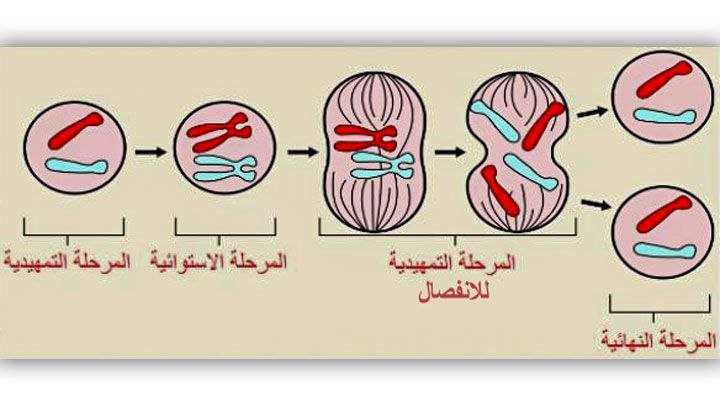 المرحلة التمهيدية
المرحلة الاستوائية
المرحلة التمهيدية
للانفصال
المرحلة النهائية